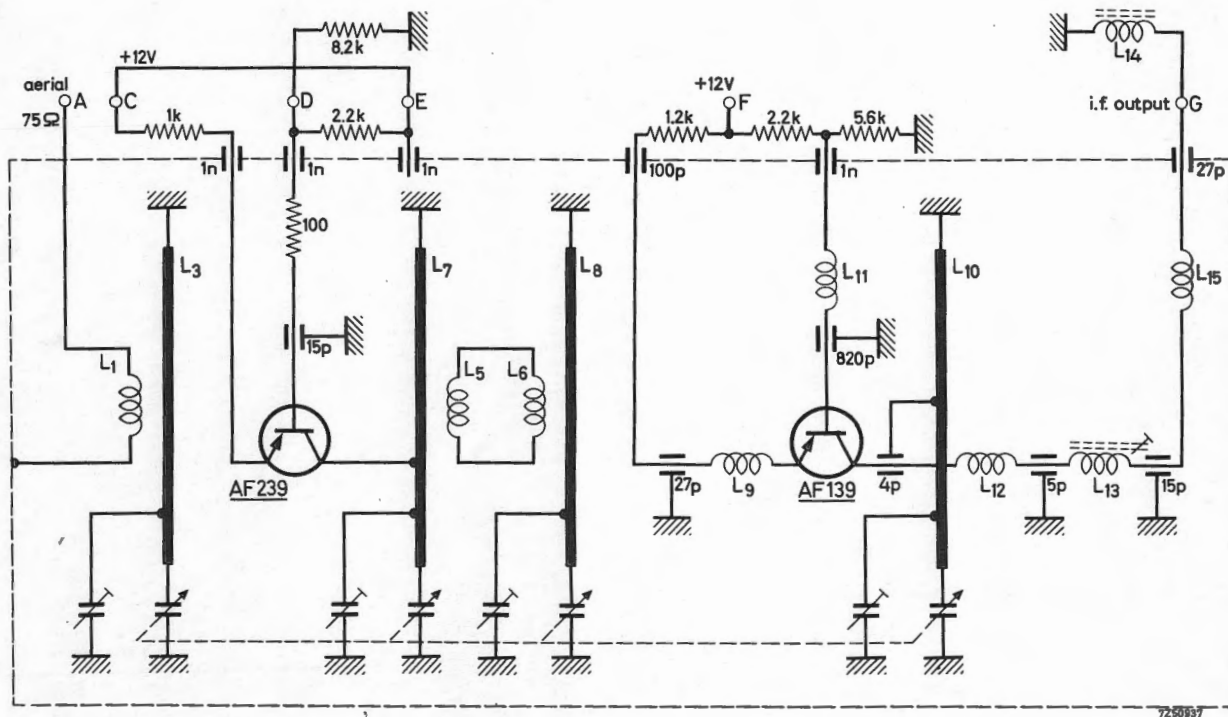 8.2k
+12V
aerial
A
C
D
E
75Ω
1k
2.2k
1n
1n
1n
100
L3
L7
L8
L1
15p
L5
L6
AF239
+12V
F
1.2k
2.2k
5.6k
100p
1n
L11
L10
820p
27p
L9
AF139
4p
L12
5p
L13
15p
L14
i.f. output
G
27p
L15
7Z50937